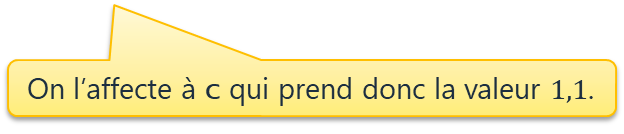 On l’affecte à c qui prend donc la valeur 1,1.